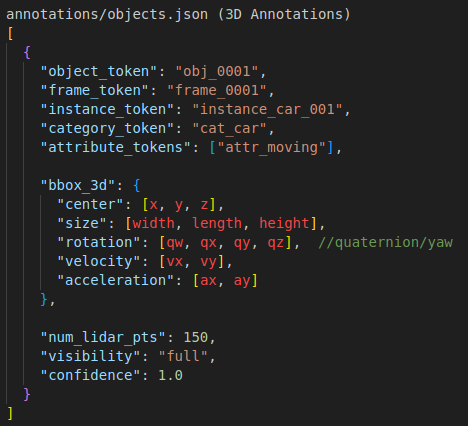 annotations/objects.json (3D Annotations)
[
  {
    "object_token": "obj_0001",
    "frame_token": "frame_0001",
    "instance_token": "instance_car_001",
    "category_token": "cat_car",
    "attribute_tokens": ["attr_moving"],

    "bbox_3d": {
      "center": [x, y, z],
      "size": [width, length, height],
      "rotation": [qw, qx, qy, qz],  //quaternion/yaw
      "velocity": [vx, vy],
      "acceleration": [ax, ay]
    },

    "num_lidar_pts": 150,
    "visibility": "full",
    "confidence": 1.0
  }
]